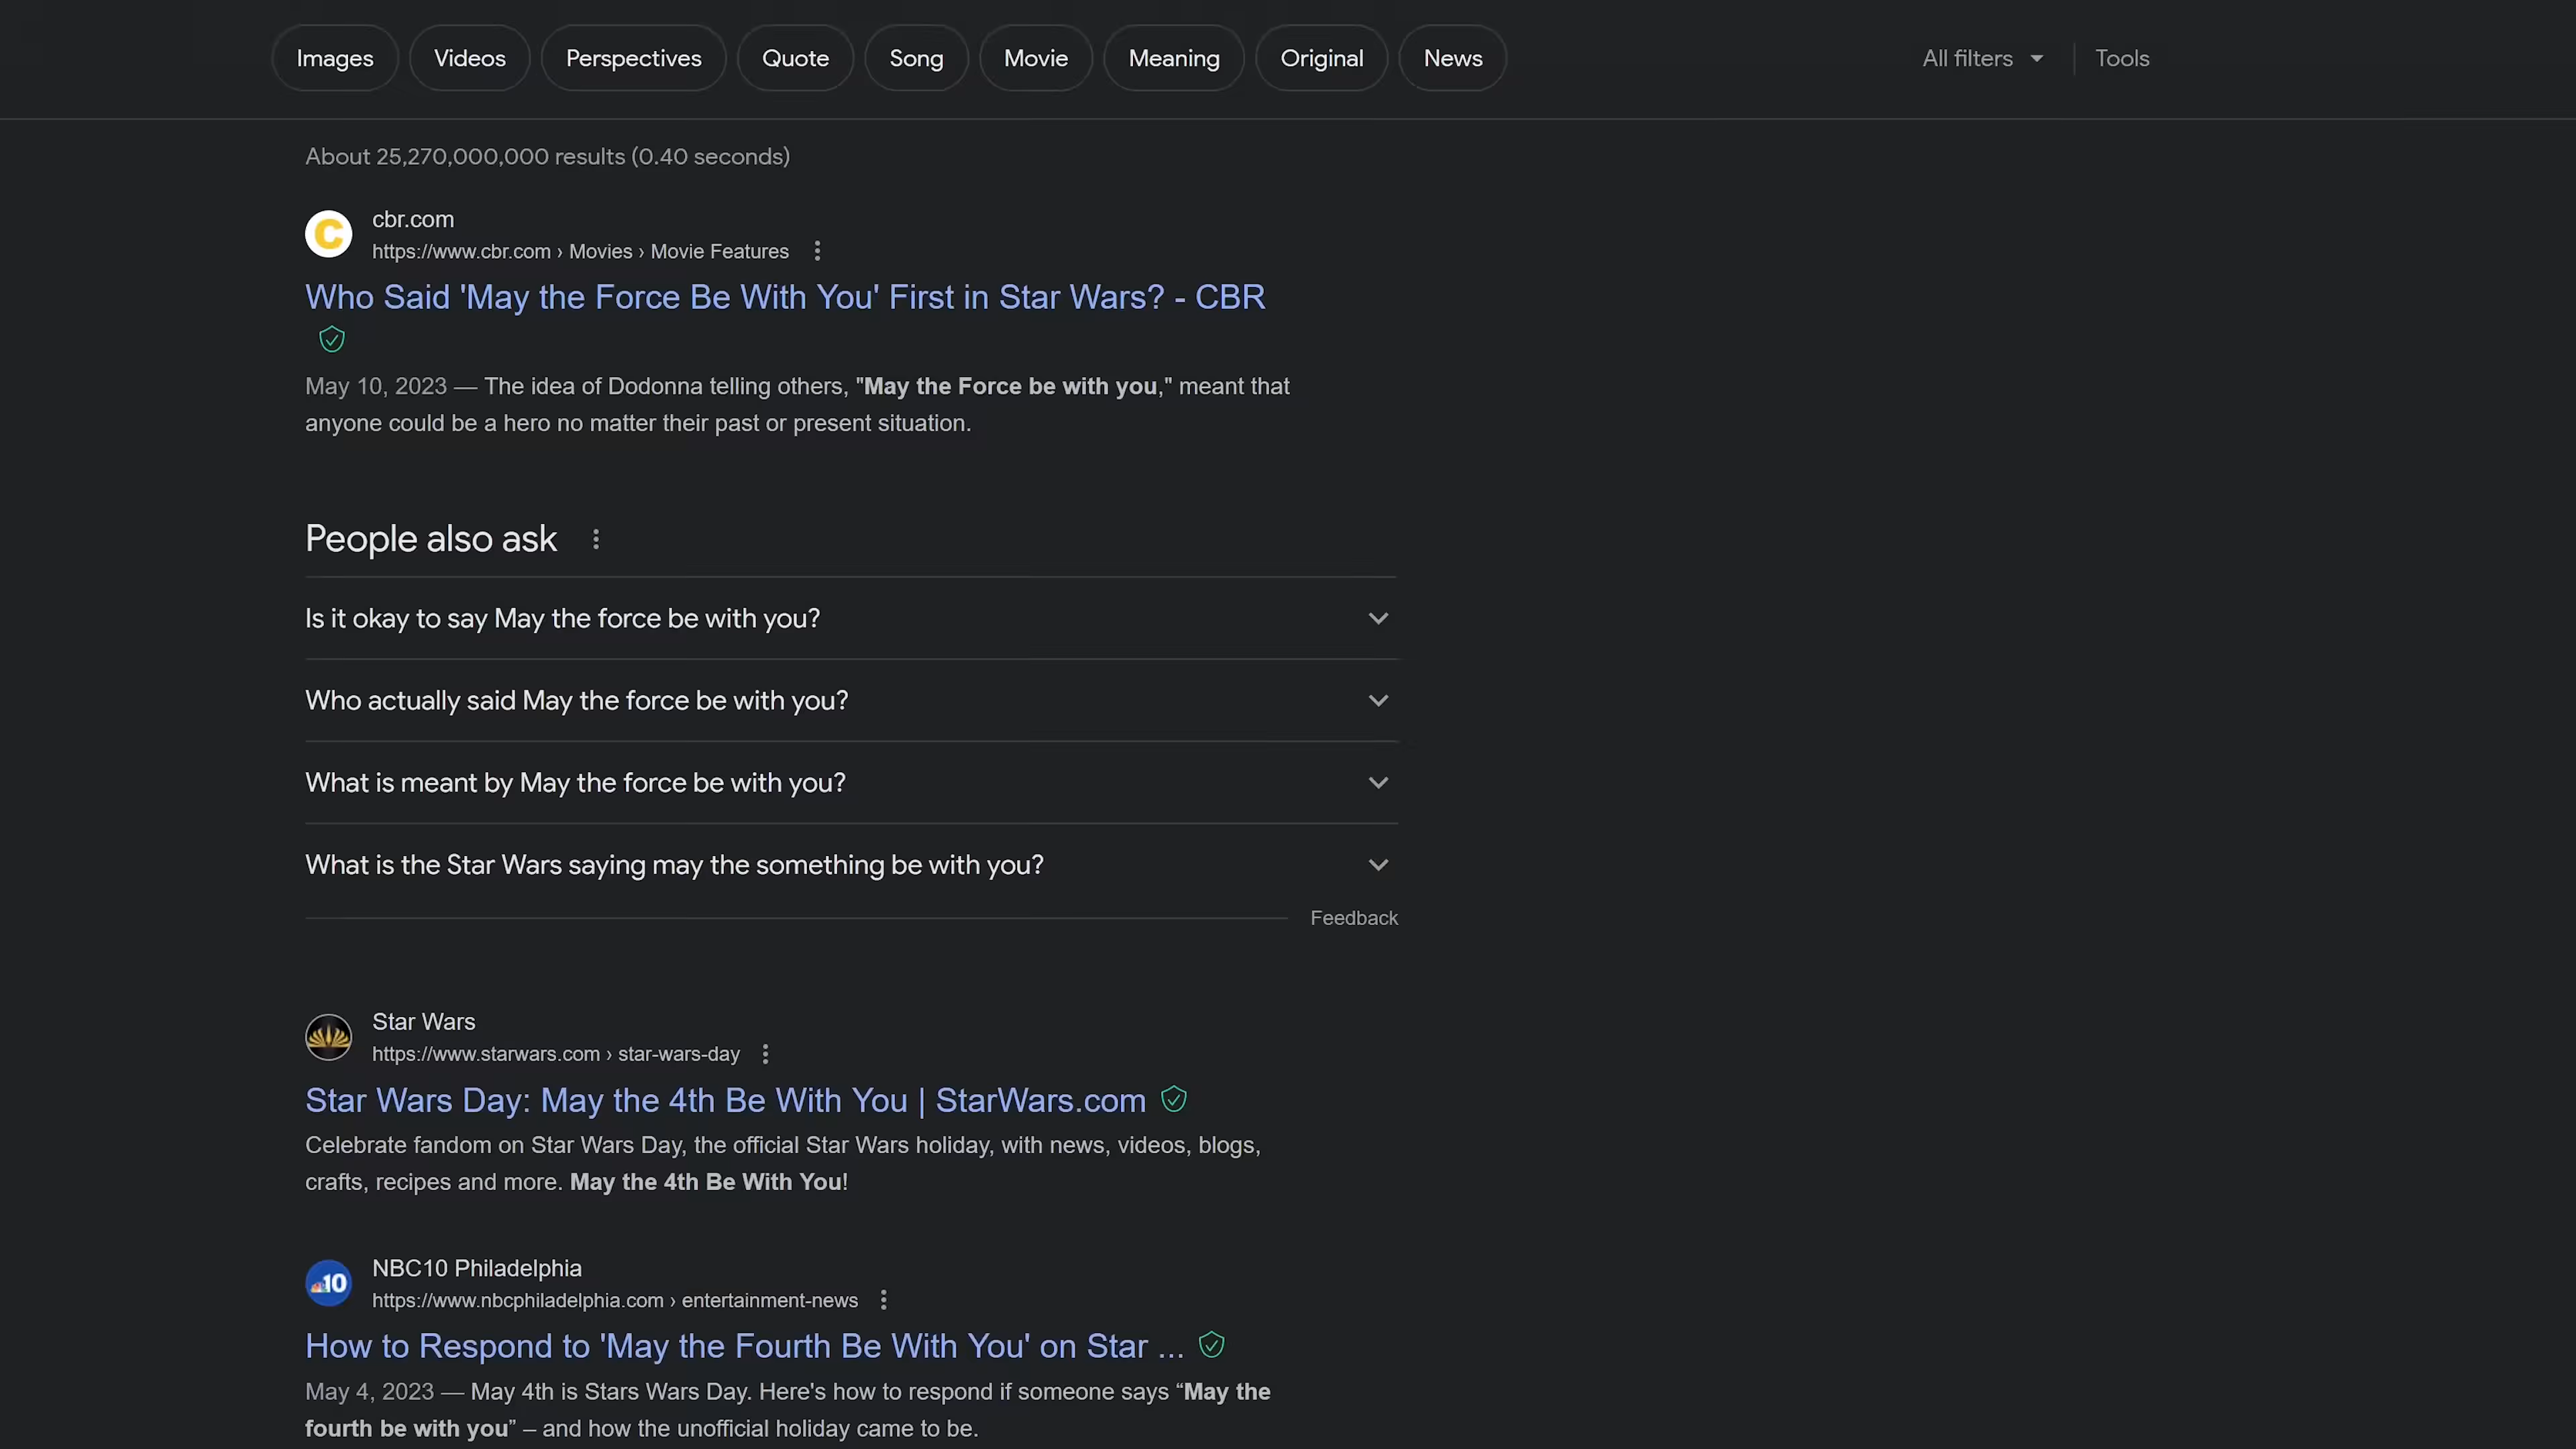 Images Videos Perspectives Quote Song Movie Meaning Original News All filters Tools
About 25,270,000,000 results (0.40 seconds)
C
cbr.com
https://www.cbr.com › Movies › Movie Features
Who Said 'May the Force Be With You' First in Star Wars? - CBR
May 10, 2023 — The idea of Dodonna telling others, "May the Force be with you," meant that
anyone could be a hero no matter their past or present situation.
People also ask
Is it okay to say May the force be with you?
Who actually said May the force be with you?
What is meant by May the force be with you?
What is the Star Wars saying may the something be with you?
Feedback
Star Wars
https://www.starwars.com › star-wars-day
Star Wars Day: May the 4th Be With You | StarWars.com
Celebrate fandom on Star Wars Day, the official Star Wars holiday, with news, videos, blogs,
crafts, recipes and more. May the 4th Be With You!
10
NBC10 Philadelphia
https://www.nbcphiladelphia.com › entertainment-news
How to Respond to 'May the Fourth Be With You' on Star ...
May 4, 2023 — May 4th is Stars Wars Day. Here's how to respond if someone says “May the
fourth be with you” – and how the unofficial holiday came to be.